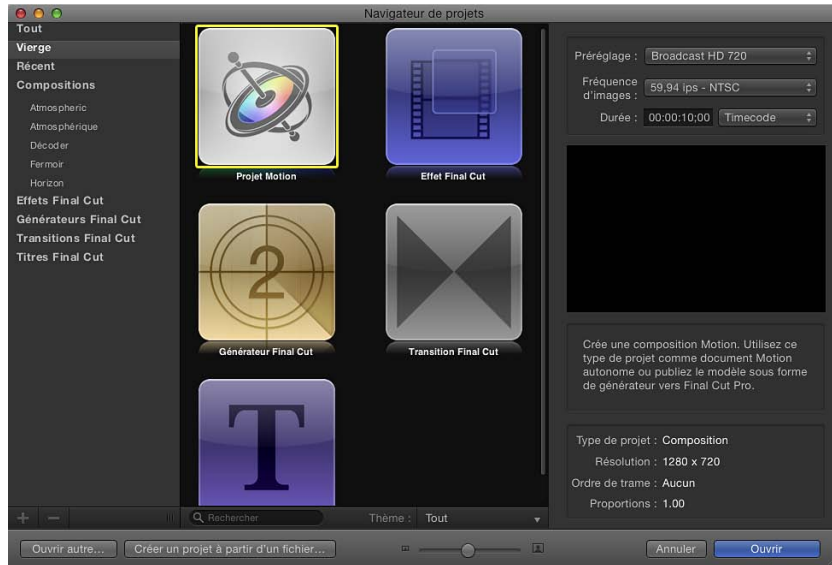 Navigateur de projets
Tout
Vierge
Récent
Compositions
Atmospheric
Atmosphérique
Décoder
Fermoir
Horizon
Effets Final Cut
Générateurs Final Cut
Transitions Final Cut
Titres Final Cut
Projet Motion
Effet Final Cut
2
Générateur Final Cut
Transition Final Cut
T
Rechercher
Thème : Tout
Préréglage : Broadcast HD 720
Fréquence
d'images : 59,94 ips - NTSC
Durée : 00:00:10;00 Timecode
Crée une composition Motion. Utilisez ce
type de projet comme document Motion
autonome ou publiez le modèle sous forme
de générateur vers Final Cut Pro.
Type de projet : Composition
Résolution : 1280 x 720
Ordre de trame : Aucun
Proportions : 1.00
Ouvrir autre... Créer un projet à partir d'un fichier... Annuler Ouvrir